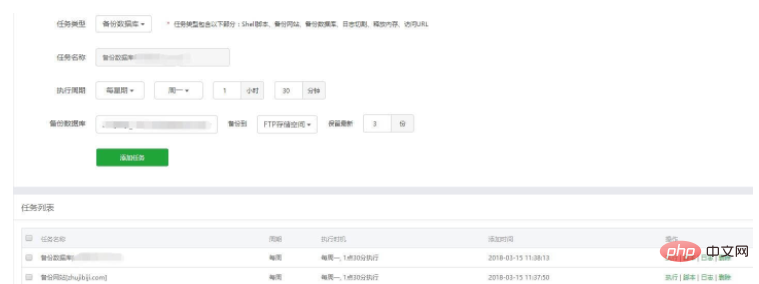 任务类型 备份数据库 * 任务类型包含以下部分：Shell脚本、备份网站、备份数据库、日志切割、释放内存、访问URL
任务名称 备份数据库
执行周期 每星期 周一 1 小时 30 分钟
备份数据库 备份到 FTP存储空间 保留最新 3 份
添加任务
任务列表
任务名称 周期 执行时机 添加时间 操作
备份数据库[ 每周 每周一, 1点30分执行 2018-03-15 11:38:13 日志 | 删除
备份网站[zhujibiji.com] 每周 每周一, 1点30分执行 2018-03-15 11:37:50 执行 | 脚本 | 日志 | 删除
php 中文网